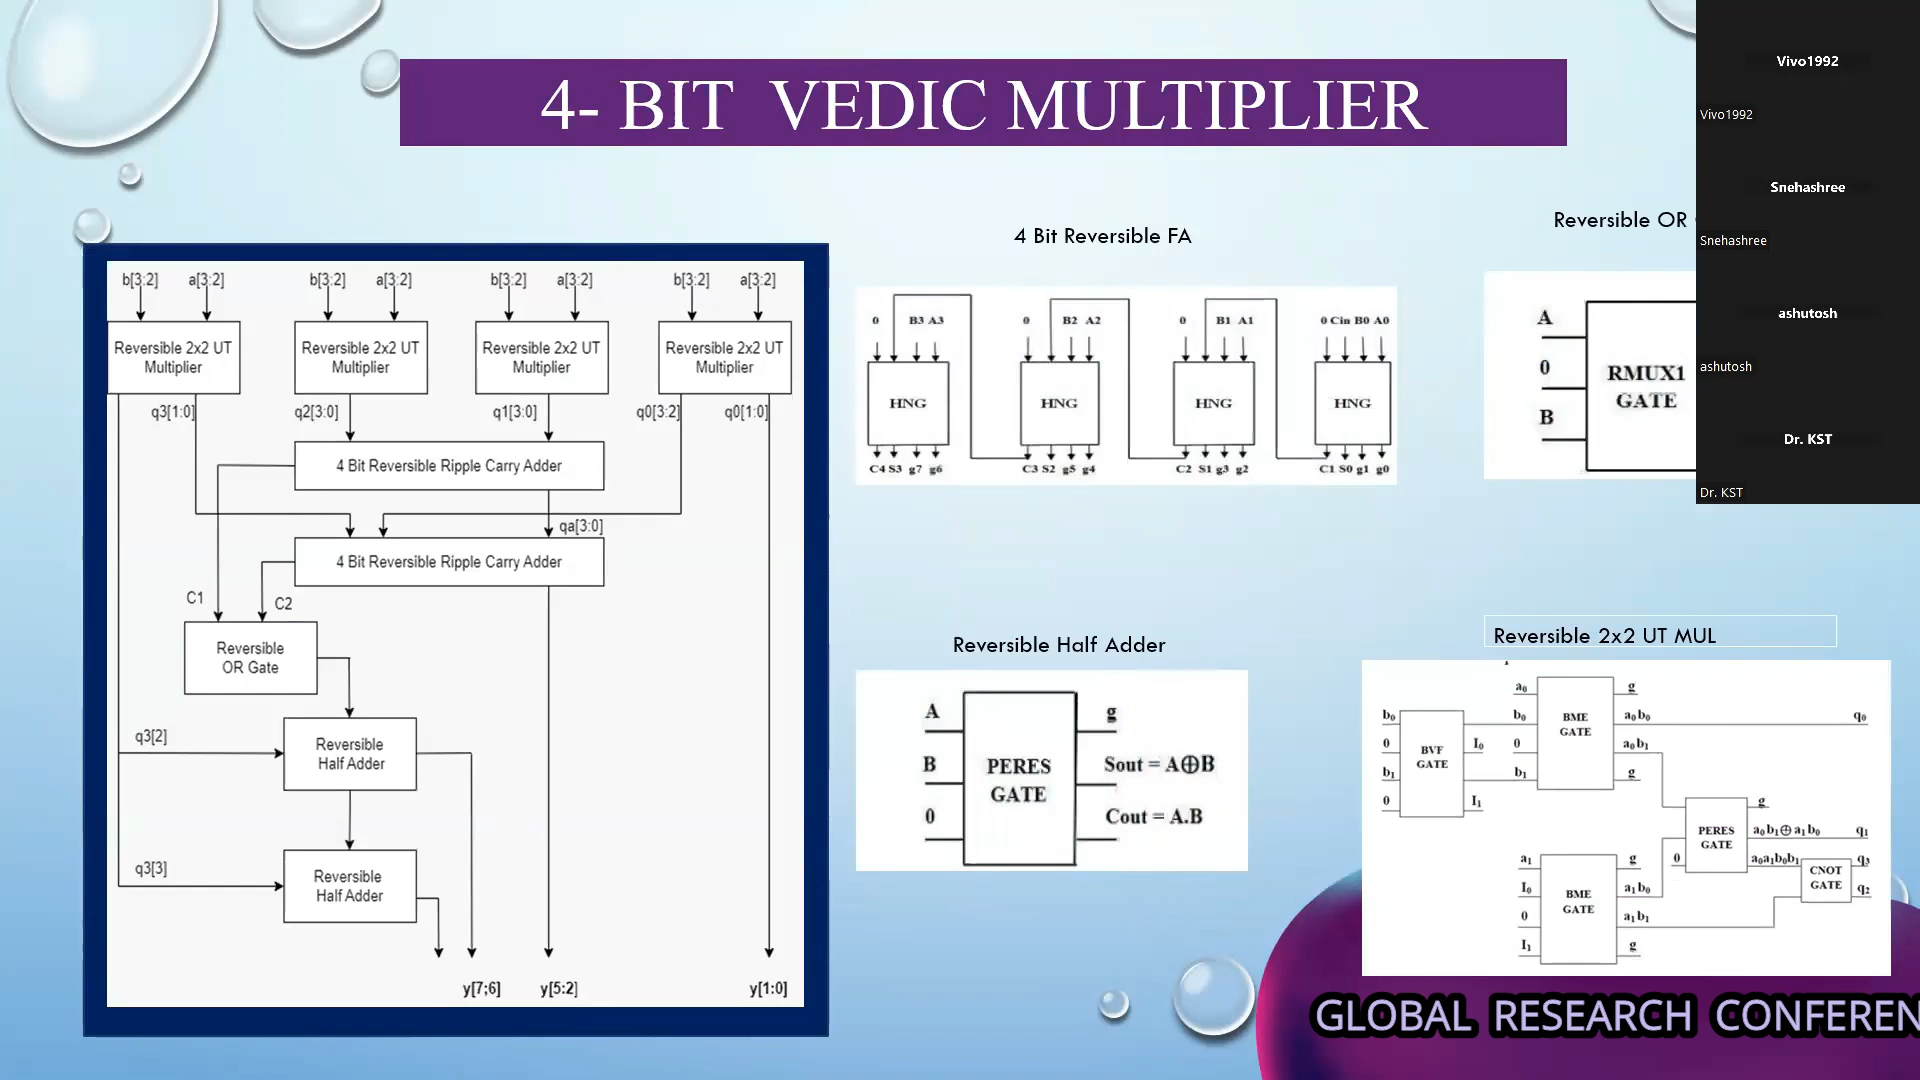 4- BIT VEDIC MULTIPLIER
Vivo1992
Vivo1992
Snehashree
Snehashree
ashutosh
ashutosh
Dr. KST
Dr. KST
b[3:2] a[3:2] b[3:2] a[3:2] b[3:2] a[3:2] b[3:2] a[3:2]
Reversible 2x2 UT
Multiplier
Reversible 2x2 UT
Multiplier
Reversible 2x2 UT
Multiplier
Reversible 2x2 UT
Multiplier
q3[1:0] q2[3:0] q1[3:0] q0[3:2] q0[1:0]
4 Bit Reversible Ripple Carry Adder
qa[3:0]
4 Bit Reversible Ripple Carry Adder
C1 C2
Reversible
OR Gate
q3[2]
Reversible
Half Adder
q3[3]
Reversible
Half Adder
y[7;6] y[5:2] y[1:0]
4 Bit Reversible FA
0 B3 A3 0 B2 A2 0 B1 A1 0 Cin B0 A0
HNG HNG HNG HNG
C4 S3 g7 g6 C3 S2 g5 g4 C2 S1 g3 g2 C1 S0 g1 g0
Reversible OR
A
0
B
RMUX1
GATE
Reversible Half Adder
A
B
0
PERES
GATE
g
Sout = A⊕B
Cout = A.B
Reversible 2x2 UT MUL
b₀
0
b₁
0
BVF
GATE
I₀
I₁
a₀
b₀
0
b₁
BME
GATE
g
a₀b₀
a₀b₁
g
q₀
a₁
I₀
0
I₁
BME
GATE
g
a₁b₀
a₁b₁
g
0
PERES
GATE
g
a₀b₁⊕a₁b₀
a₀a₁b₀b₁
q₁
CNOT
GATE
q₃
q₂
GLOBAL RESEARCH CONFEREN